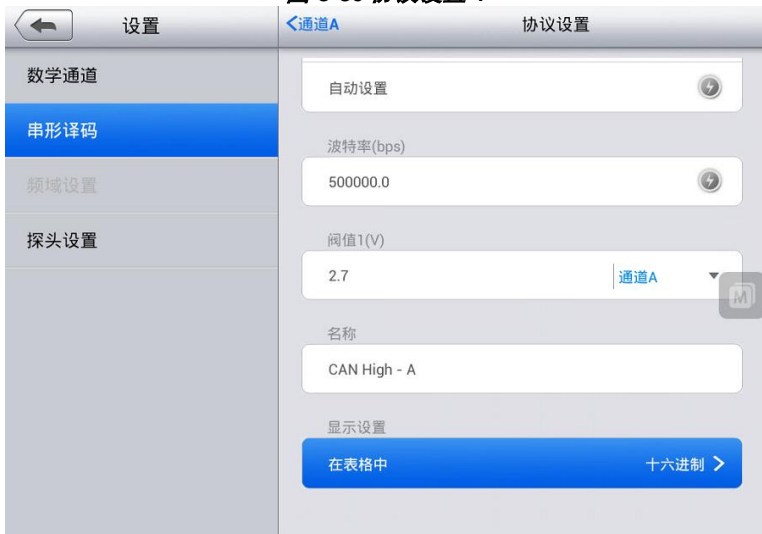 设置
数学通道
串形译码
频域设置
探头设置
通道A
协议设置
自动设置
波特率(bps)
500000.0
阀值1(V)
2.7
通道A
M
名称
CAN High - A
显示设置
在表格中
十六进制